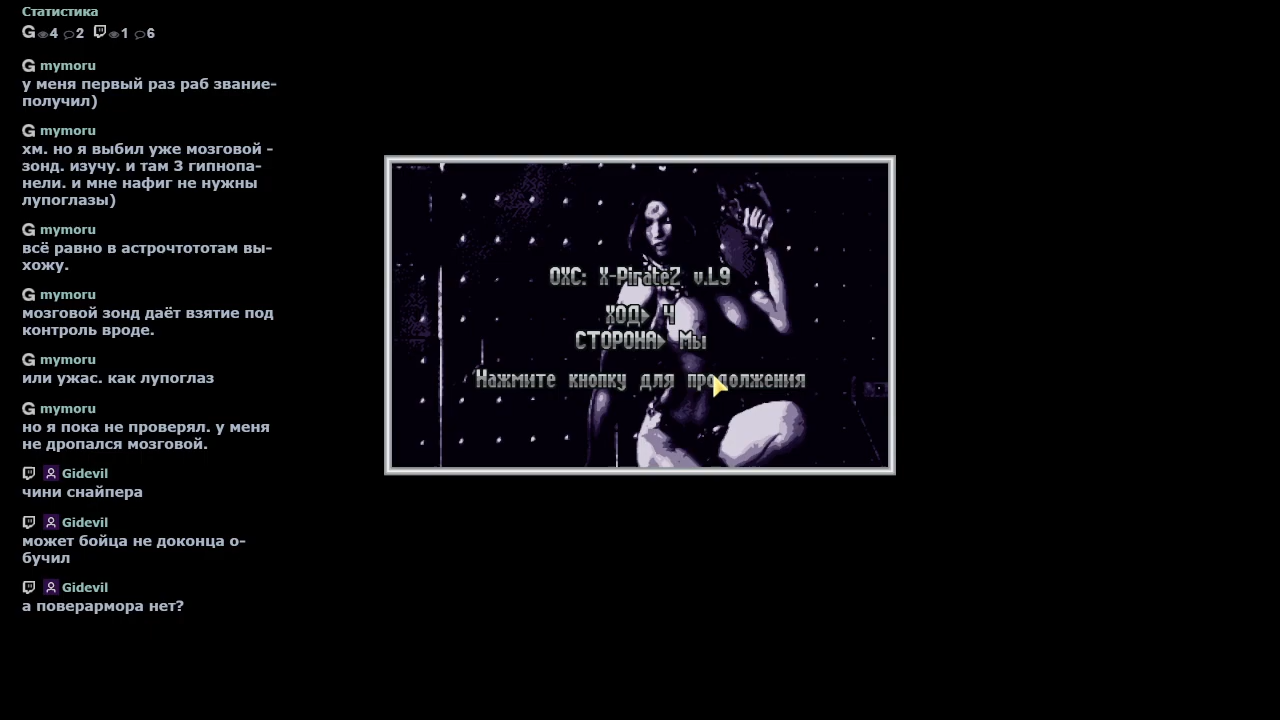 Статистика
4 2 1 6
mymoru
у меня первый раз раб звание-
получил)
mymoru
хм. но я выбил уже мозговой -
зонд. изучу. и там 3 гипнопа-
нели. и мне нафиг не нужны
лупоглазы)
mymoru
всё равно в астрочтототам вы-
хожу.
mymoru
мозговой зонд даёт взятие под
контроль вроде.
mymoru
или ужас. как лупоглаз
mymoru
но я пока не проверял. у меня
не дропался мозговой.
Gidevil
чини снайпера
Gidevil
может бойца не доконца о-
бучил
Gidevil
а поверармора нет?
OXC: X-PirateZ v.L9
ХОД> 4
СТОРОНА> Мы
Нажмите кнопку для продолжения